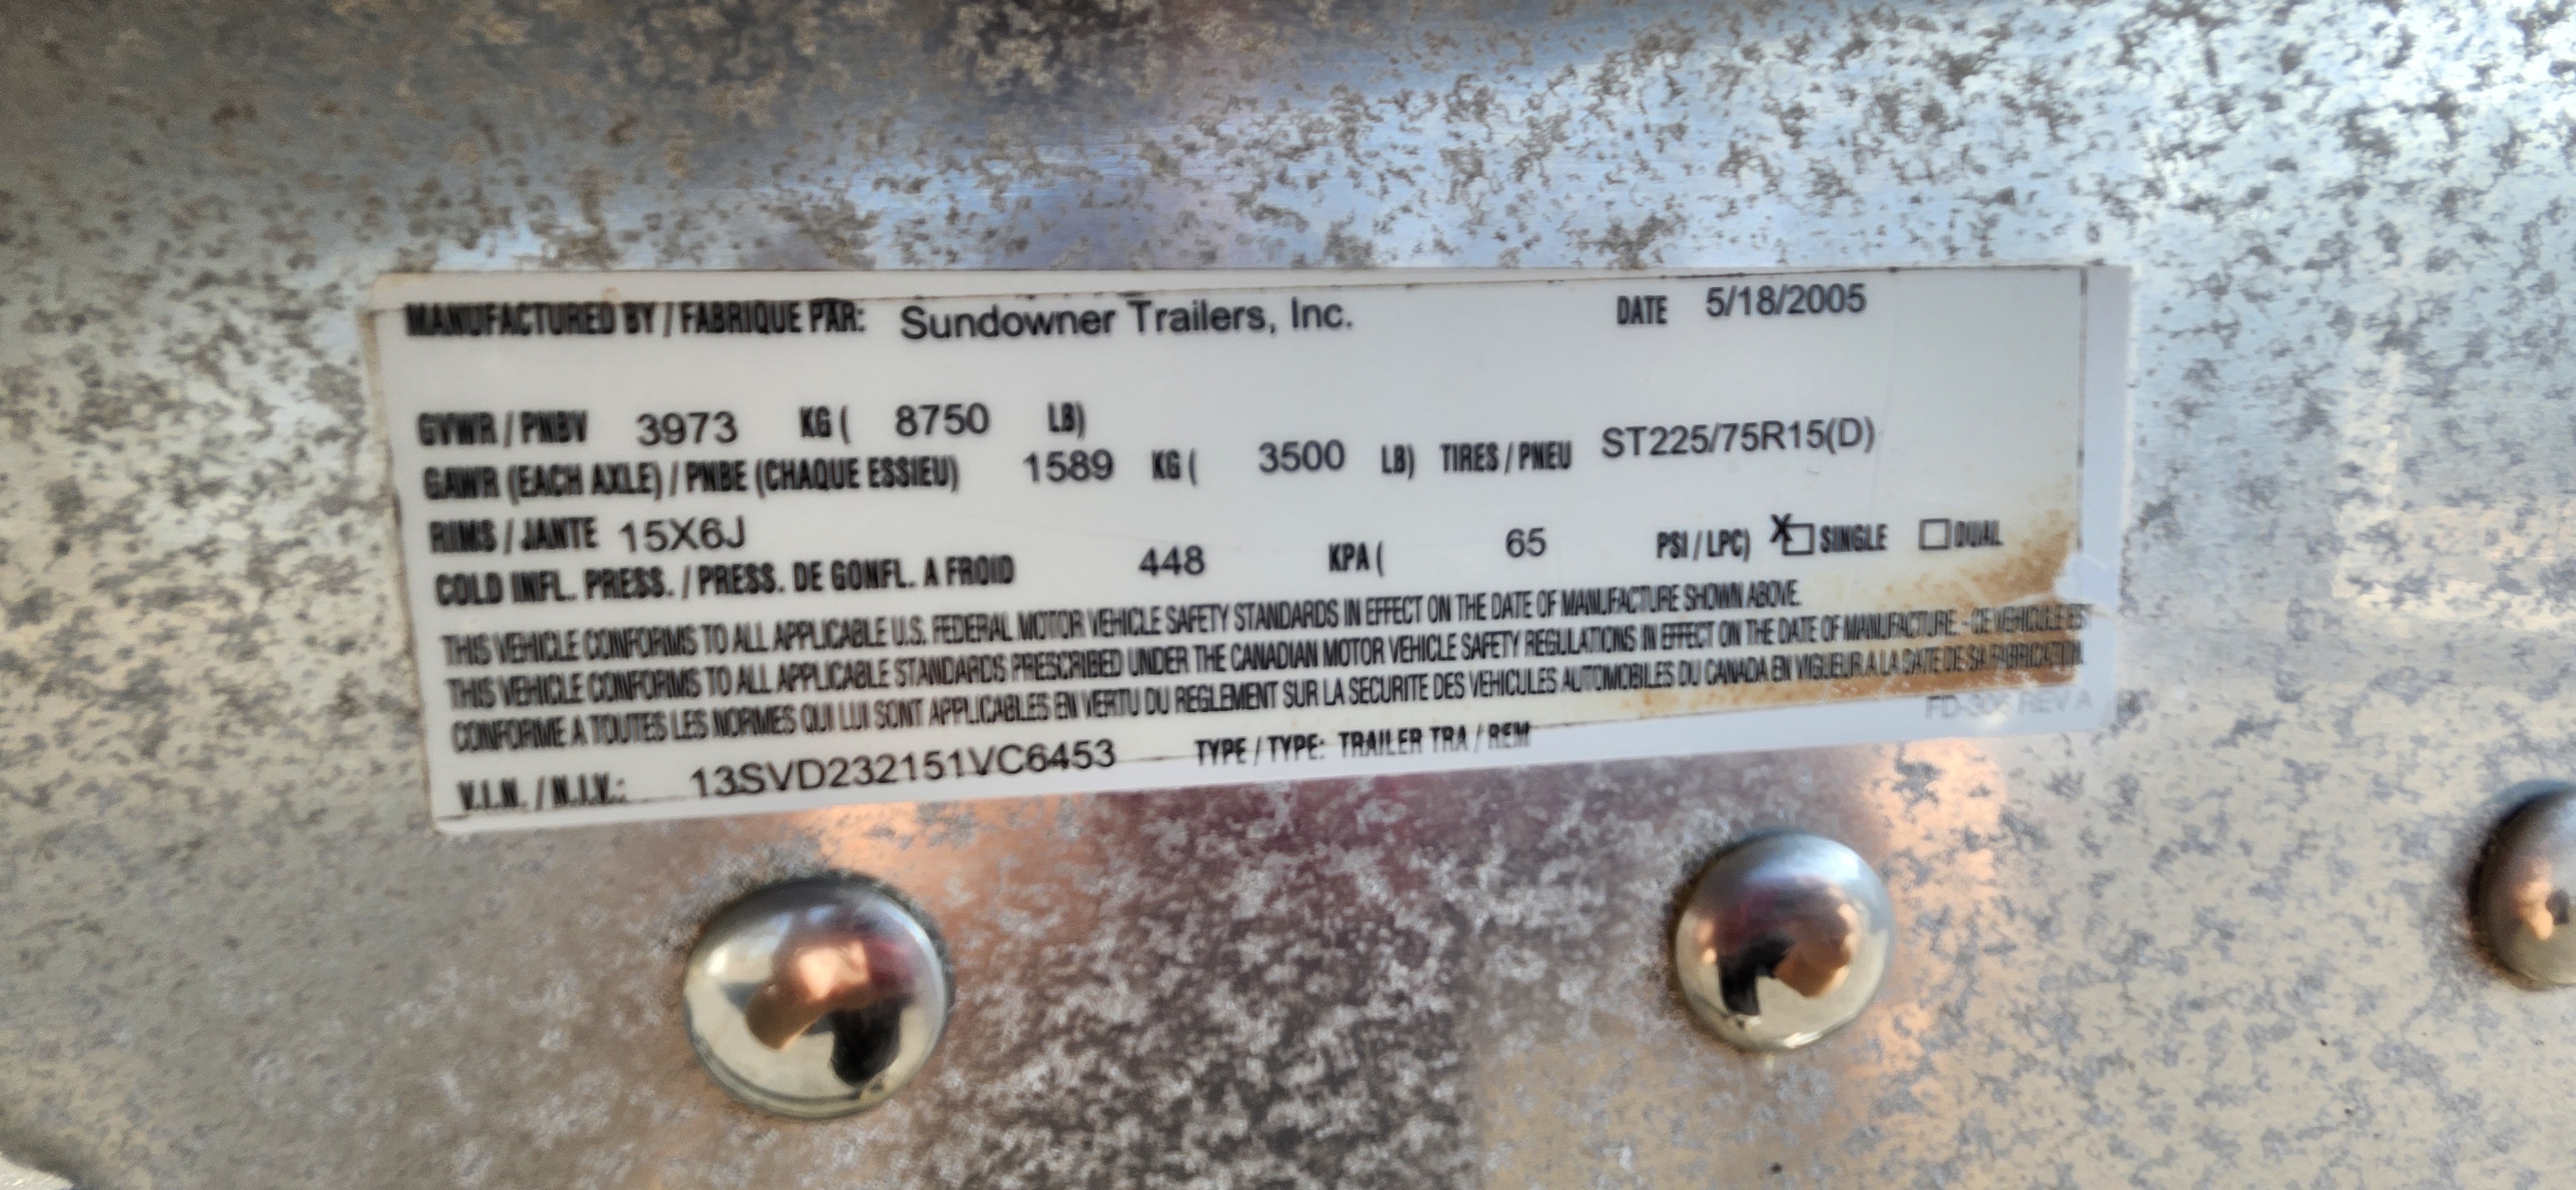 MANUFACTURED BY / FABRIQUE PAR: Sundowner Trailers, Inc. DATE 5/18/2005
GVWR / PNBV 3973 KG ( 8750 LB)
GAWR (EACH AXLE) / PNBE (CHAQUE ESSIEU) 1589 KG ( 3500 LB) TIRES / PNEU ST225/75R15(D)
RIMS / JANTE 15X6J
COLD INFL. PRESS. / PRESS. DE GONFL. A FROID 448 KPA ( 65 PSI / LPC) X☐ SINGLE ☐ DUAL
THIS VEHICLE CONFORMS TO ALL APPLICABLE U.S. FEDERAL MOTOR VEHICLE SAFETY STANDARDS IN EFFECT ON THE DATE OF MANUFACTURE SHOWN ABOVE.
THIS VEHICLE CONFORMS TO ALL APPLICABLE STANDARDS PRESCRIBED UNDER THE CANADIAN MOTOR VEHICLE SAFETY REGULATIONS IN EFFECT ON THE DATE OF MANUFACTURE. - CE VEHICULE EST
CONFORME A TOUTES LES NORMES QUI LUI SONT APPLICABLES EN VERTU DU REGLEMENT SUR LA SECURITE DES VEHICULES AUTOMOBILES DU CANADA EN VIGUEUR A LA DATE DE SA FABRICATION.
REV A
V.I.N. / N.I.V.: 13SVD232151VC6453 TYPE / TYPE: TRAILER TRA / REM